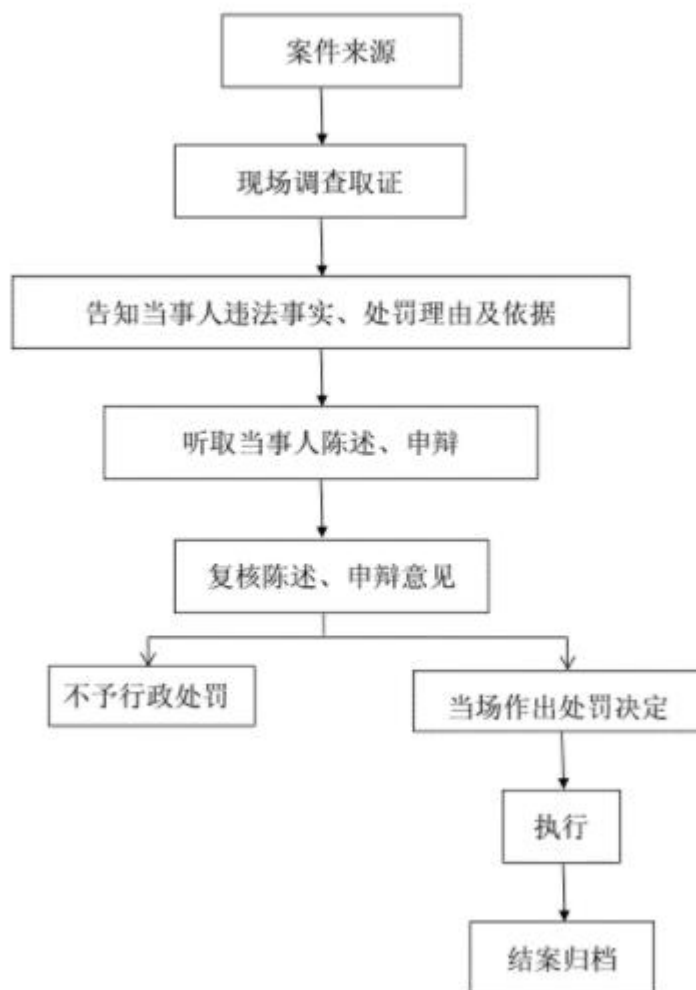 案件来源
现场调查取证
告知当事人违法事实、处罚理由及依据
听取当事人陈述、申辩
复核陈述、申辩意见
不予行政处罚
当场作出处罚决定
执行
结案归档